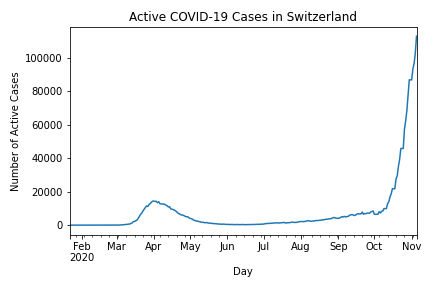 Active COVID-19 Cases in Switzerland
Number of Active Cases
100000
80000
60000
40000
20000
0
Feb Mar Apr May Jun Jul Aug Sep Oct Nov
2020
Day